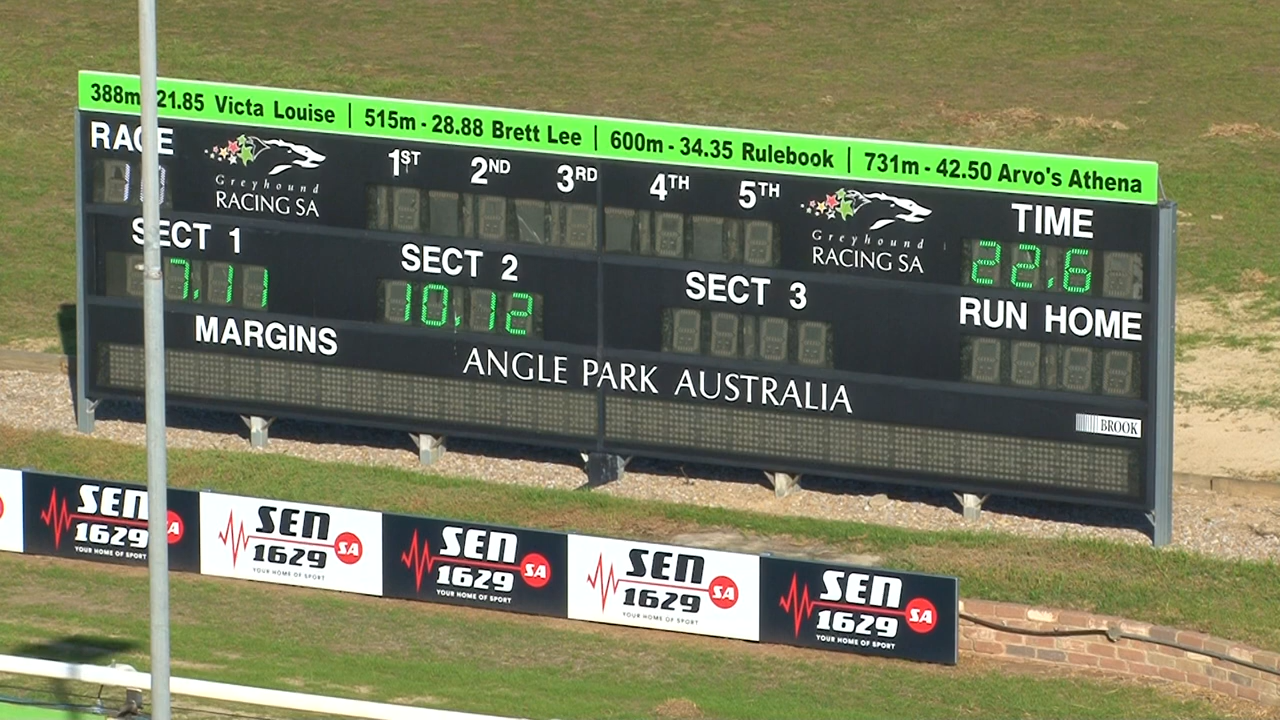 388m 21.85 Victa Louise | 515m - 28.88 Brett Lee | 600m - 34.35 Rulebook | 731m - 42.50 Arvo's Athena
RACE
Greyhound
RACING SA
1ST 2ND 3RD 4TH 5TH
Greyhound
RACING SA
TIME
22.6
SECT 1
7.11
SECT 2
10.12
SECT 3
RUN HOME
MARGINS
ANGLE PARK AUSTRALIA
BROOK
SEN
1629
YOUR HOME OF SPORT
SEN
1629 SA
YOUR HOME OF SPORT
SEN
1629 SA
YOUR HOME OF SPORT
SEN
1629 SA
YOUR HOME OF SPORT
SEN
1629 SA
YOUR HOME OF SPORT